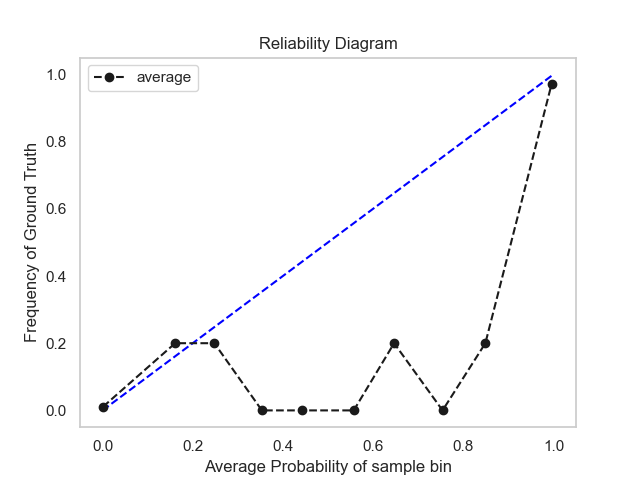 Reliability Diagram
average
Frequency of Ground Truth
1.0
0.8
0.6
0.4
0.2
0.0
0.0 0.2 0.4 0.6 0.8 1.0
Average Probability of sample bin